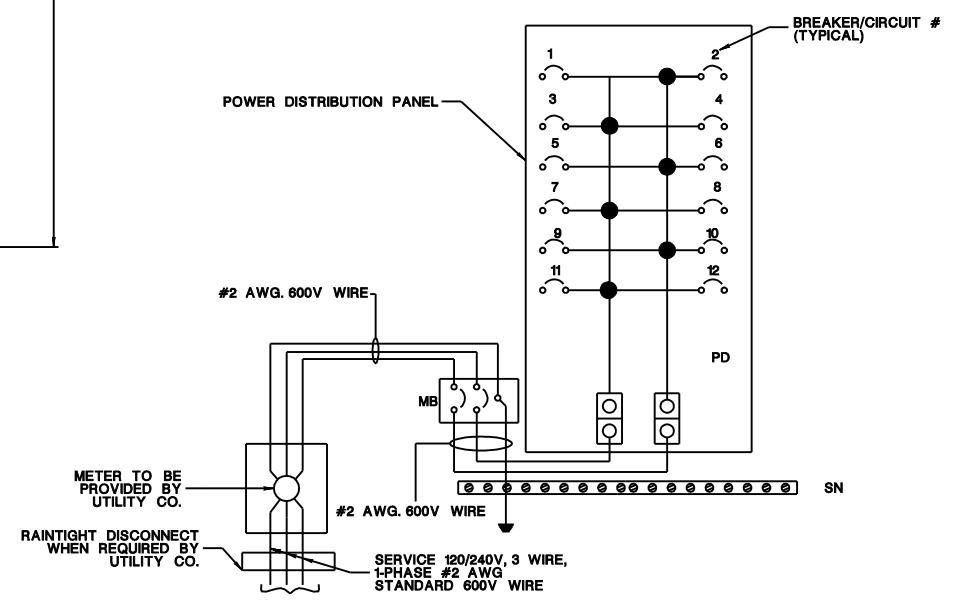 BREAKER/CIRCUIT #
(TYPICAL)
1
2
POWER DISTRIBUTION PANEL
3
4
5
6
7
8
9
10
11
12
#2 AWG. 600V WIRE
PD
MB
METER TO BE
PROVIDED BY
UTILITY CO.
SN
#2 AWG. 600V WIRE
RAINTIGHT DISCONNECT
WHEN REQUIRED BY
UTILITY CO.
SERVICE 120/240V, 3 WIRE,
1-PHASE #2 AWG
STANDARD 600V WIRE